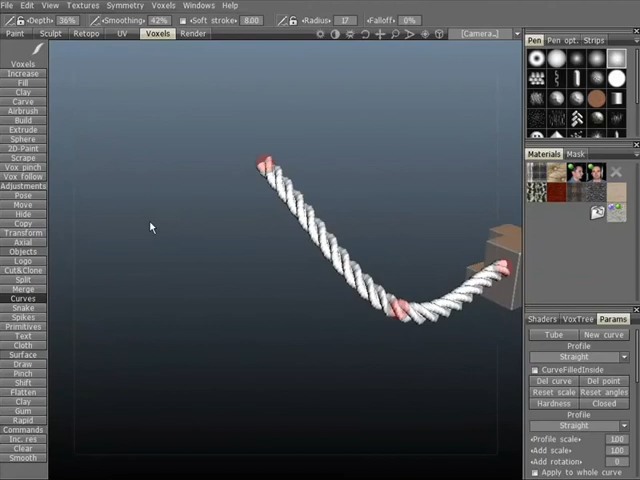 File Edit View Textures Symmetry Voxels Windows Help
Depth: 36% Smoothing: 42% Soft stroke: 8.00 Radius: 17 Falloff: 0%
Paint Sculpt Retopo UV Voxels Render [Camera...]
Voxels
Increase
Fill
Clay
Carve
Airbrush
Build
Extrude
Sphere
2D-Paint
Scrape
Vox pinch
Vox follow
Adjustments
Pose
Move
Hide
Copy
Transform
Axial
Objects
Logo
Cut&Clone
Split
Merge
Curves
Snake
Spikes
Primitives
Text
Cloth
Surface
Draw
Pinch
Shift
Flatten
Clay
Gum
Rapid
Commands
Inc. res
Clear
Smooth
Pen Pen opt. Strips
Materials Mask
Shaders VoxTree Params
Tube New curve
Profile
Straight
CurveFilledInside
Del curve Del point
Reset scale Reset angles
Hardness Closed
Profile
Straight
Profile scale: 1.00
Add scale: 1.00
Add rotation: 0
Apply to whole curve